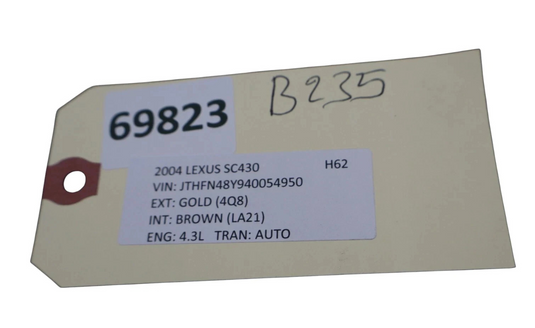 69823
B235
2004 LEXUS SC430 H62
VIN: JTHFN48Y940054950
EXT: GOLD (4Q8)
INT: BROWN (LA21)
ENG: 4.3L TRAN: AUTO